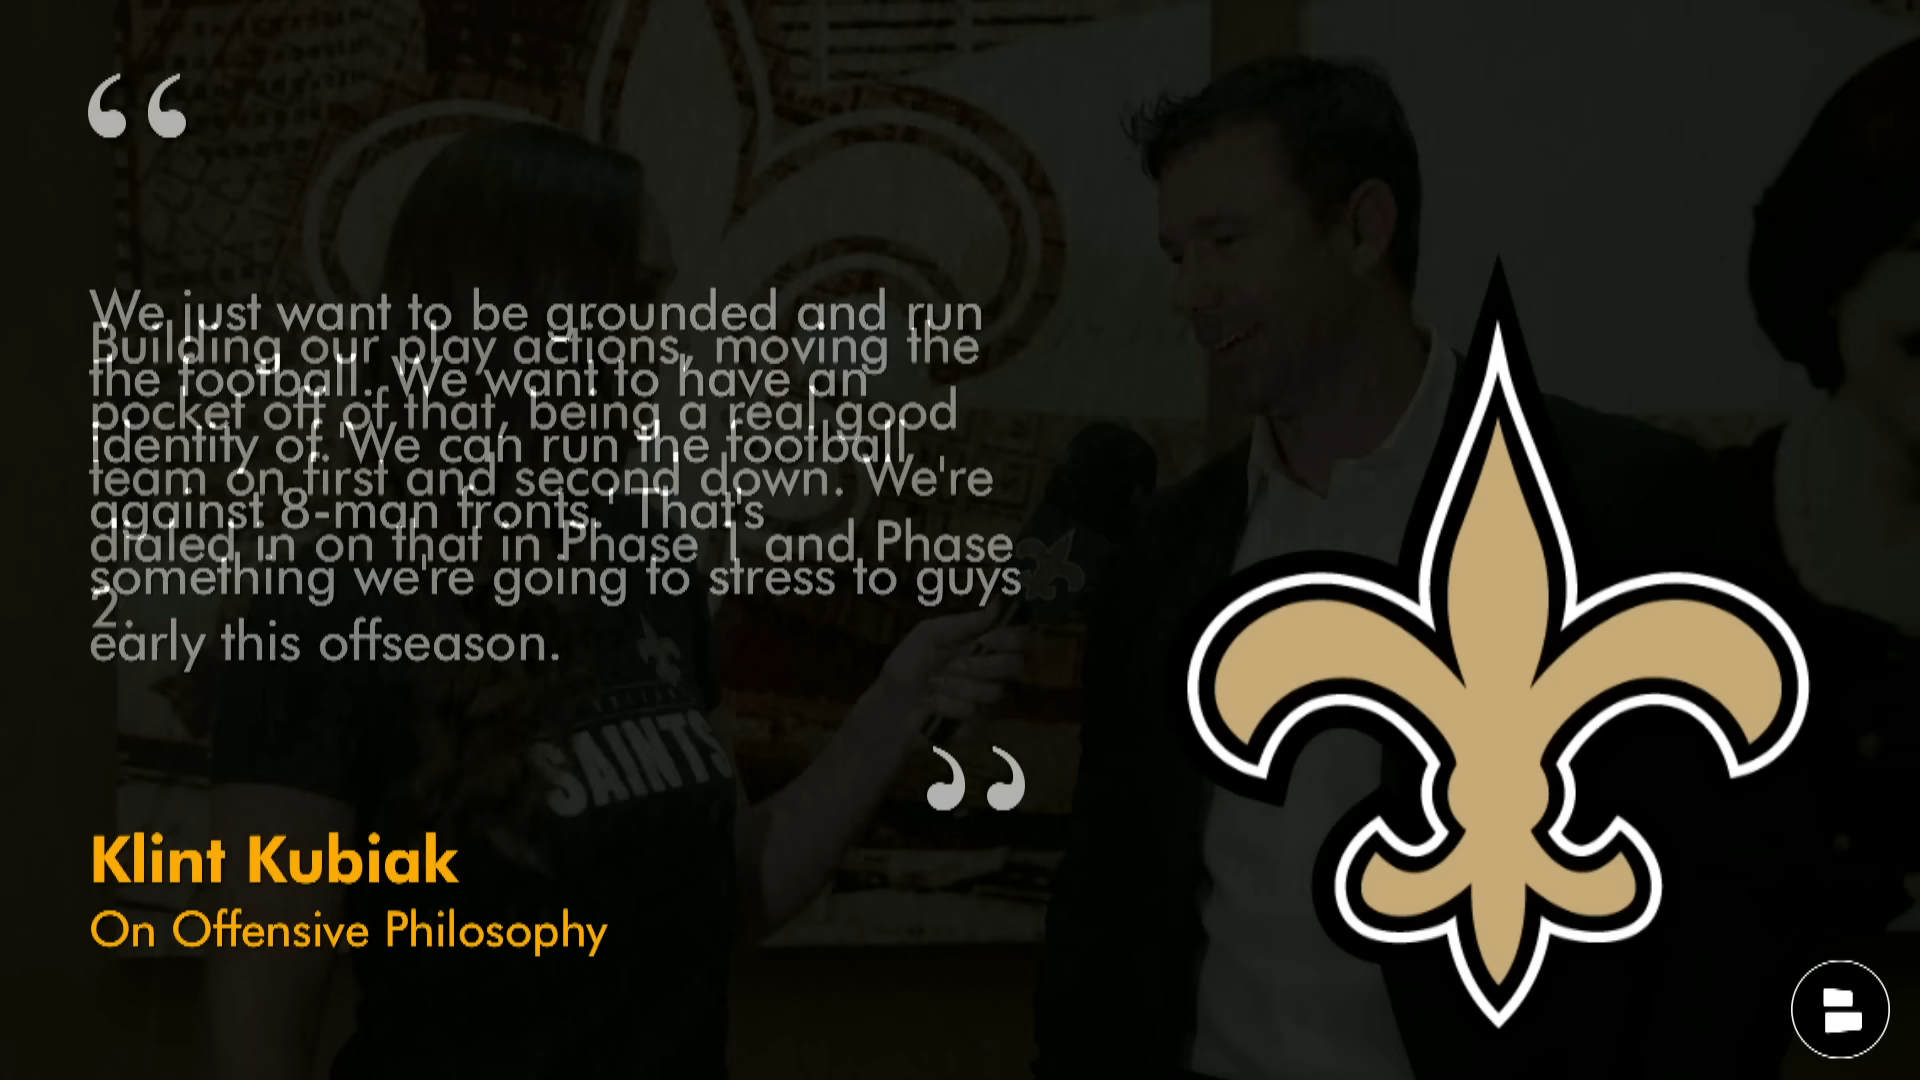 “
We just want to be grounded and run
the football. We want to have an
identity of. 'We can run the football
against 8-man fronts.' That's
something we're going to stress to guys
early this offseason.
Building our play actions, moving the
pocket off of that, being a real good
team on first and second down. We're
dialed in on that in Phase 1 and Phase
2.
”
SAINTS
Klint Kubiak
On Offensive Philosophy